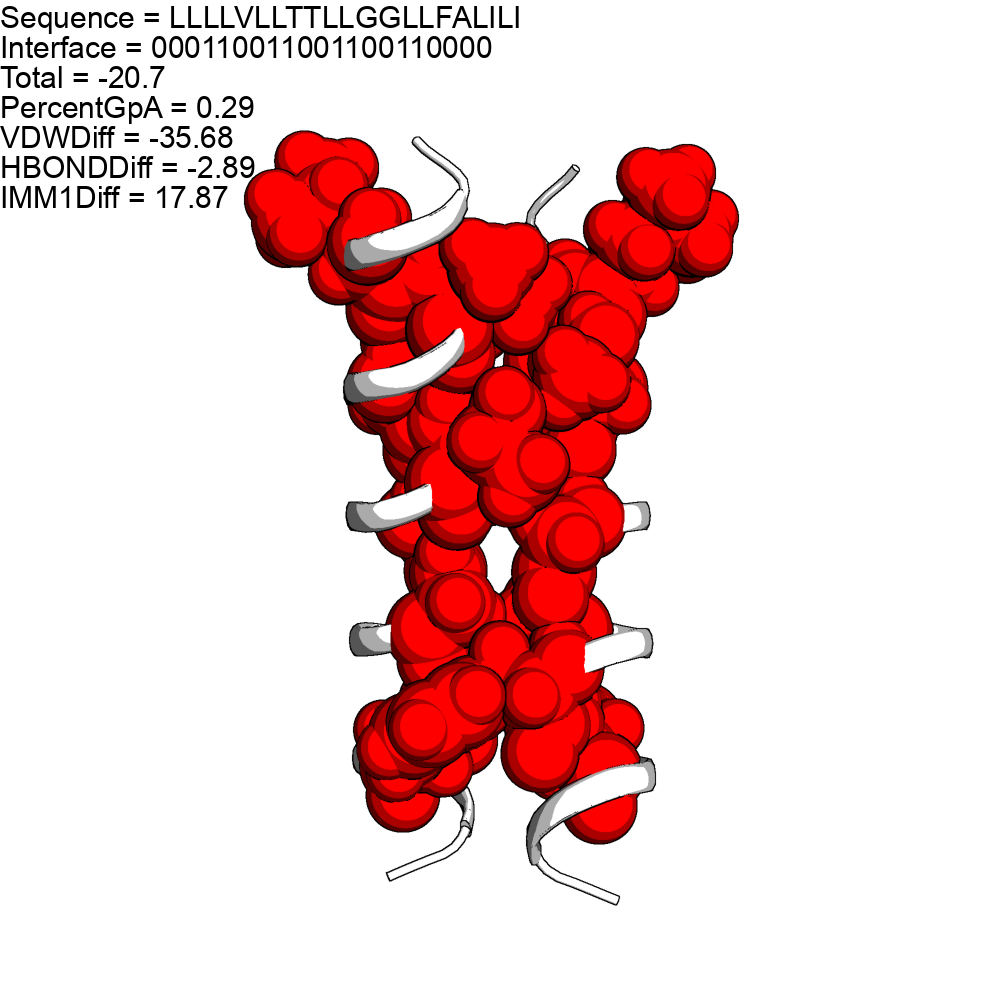 Sequence = LLLLVLLTTLLGGLLFALILI
Interface = 000110011001100110000
Total = -20.7
PercentGpA = 0.29
VDWDiff = -35.68
HBONDDiff = -2.89
IMM1Diff = 17.87